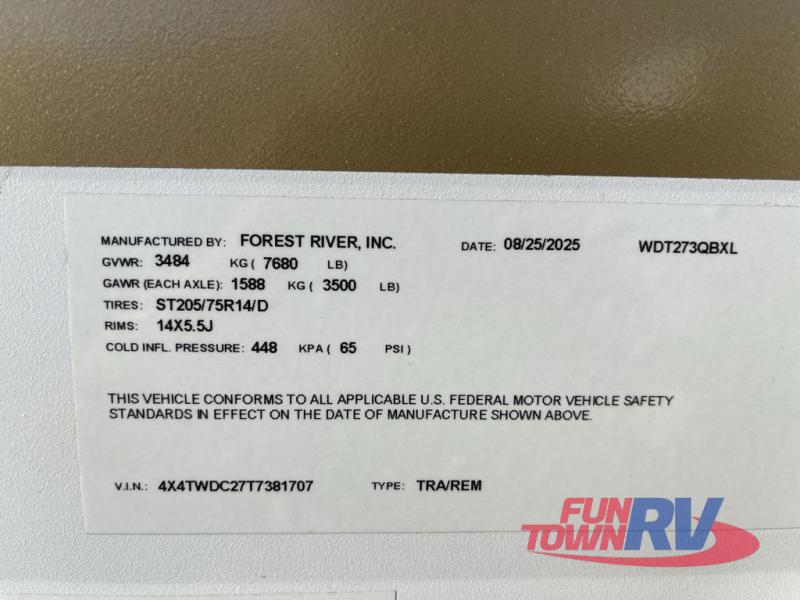 MANUFACTURED BY: FOREST RIVER, INC. DATE: 08/25/2025 WDT273QBXL
GVWR: 3484 KG ( 7680 LB)
GAWR (EACH AXLE): 1588 KG ( 3500 LB)
TIRES: ST205/75R14/D
RIMS: 14X5.5J
COLD INFL. PRESSURE: 448 KPA ( 65 PSI )
THIS VEHICLE CONFORMS TO ALL APPLICABLE U.S. FEDERAL MOTOR VEHICLE SAFETY
STANDARDS IN EFFECT ON THE DATE OF MANUFACTURE SHOWN ABOVE.
V.I.N.: 4X4TWDC27T7381707 TYPE: TRA/REM
FUN TOWN RV